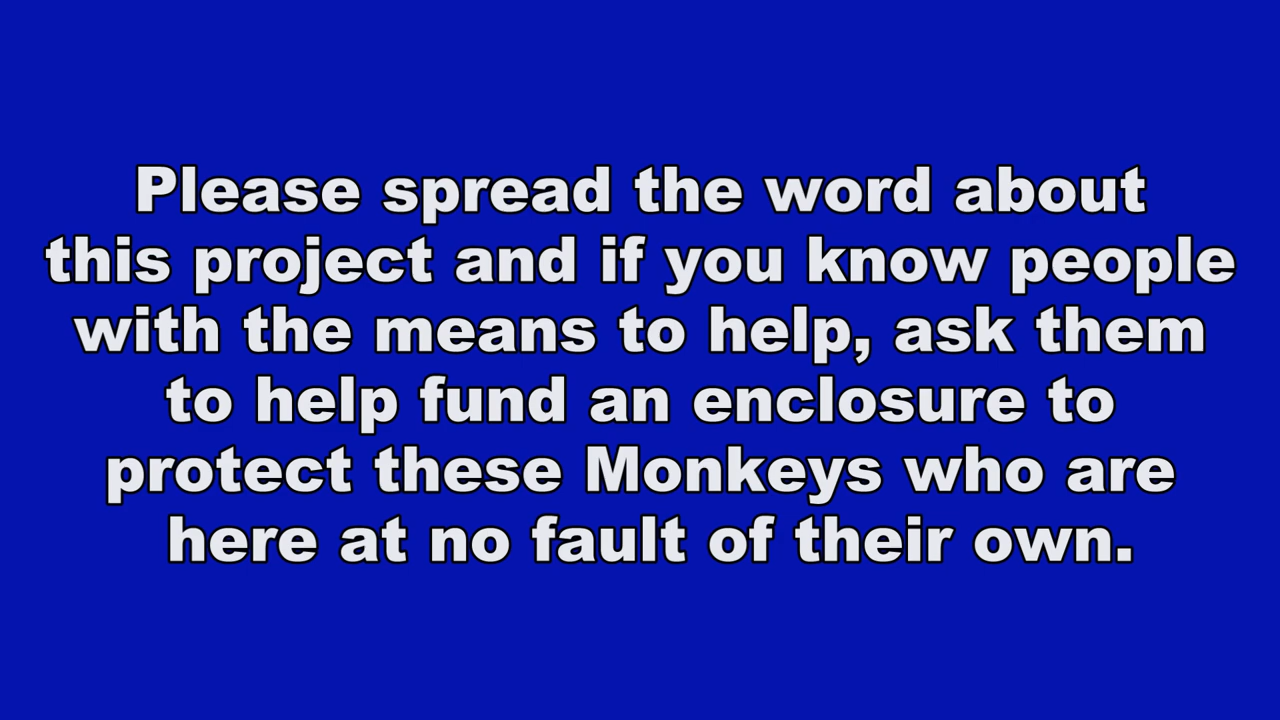 Please spread the word about
this project and if you know people
with the means to help, ask them
to help fund an enclosure to
protect these Monkeys who are
here at no fault of their own.